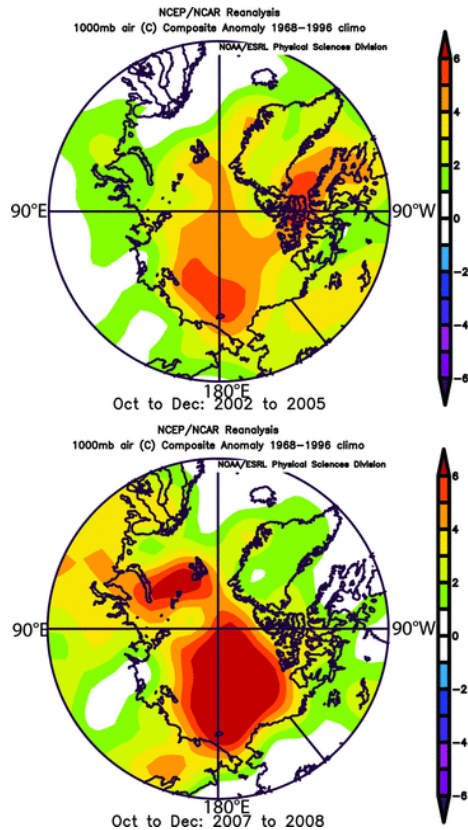 NCEP/NCAR Reanalysis
1000mb air (C) Composite Anomaly 1968-1996 climo
NOAA/ESRL Physical Sciences Division
6
4
2
90°E
90°W
0
-2
-4
-6
180°E
Oct to Dec: 2002 to 2005
NCEP/NCAR Reanalysis
1000mb air (C) Composite Anomaly 1968-1996 climo
NOAA/ESRL Physical Sciences Division
6
4
2
90°E
90°W
0
-2
-4
-6
180°E
Oct to Dec: 2007 to 2008